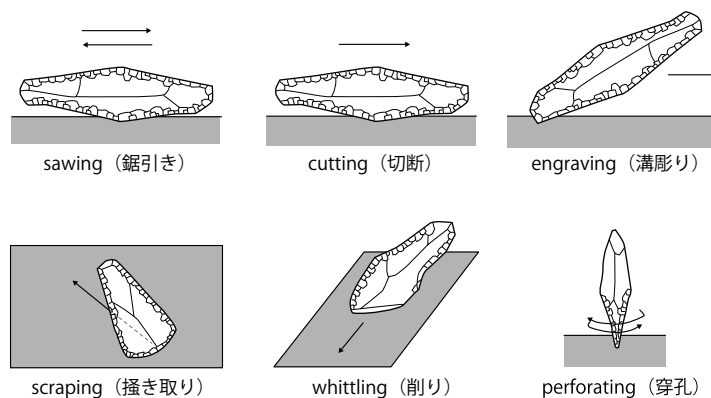 sawing（鋸引き）
cutting（切断）
engraving（溝彫り）
scraping（掻き取り）
whittling（削り）
perforating（穿孔）